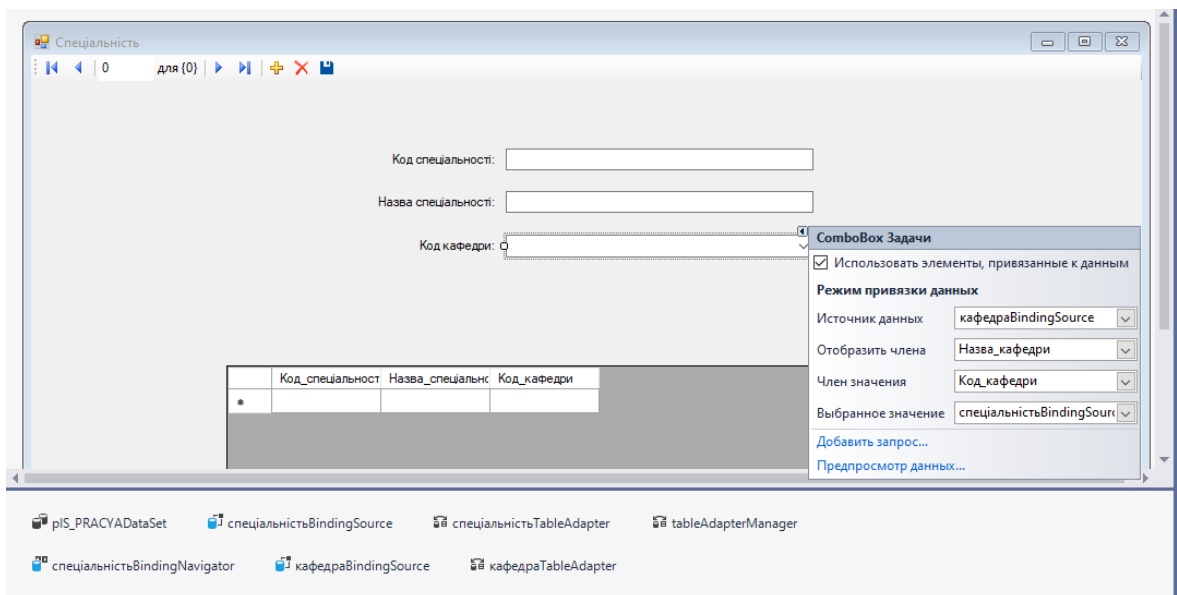 Спеціальність
0 для {0}
Код спеціальності:
Назва спеціальності:
Код кафедри:
ComboBox Задачи
Использовать элементы, привязанные к данным
Режим привязки данных
Источник данных кафедраBindingSource
Отобразить члена Назва_кафедри
Член значения Код_кафедри
Выбранное значение спеціальністьBindingSourc
Добавить запрос...
Предпросмотр данных...
Код_спеціальност Назва_спеціальнс Код_кафедри
pIS_PRACYADataSet спеціальністьBindingSource спеціальністьTableAdapter tableAdapterManager
спеціальністьBindingNavigator кафедраBindingSource кафедраTableAdapter